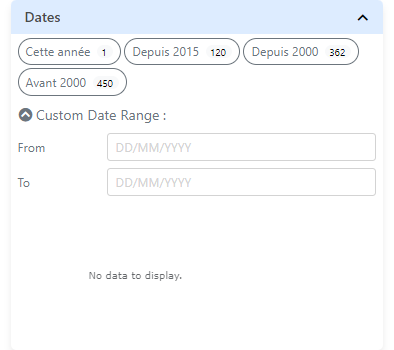 Dates
Cette année 1 Depuis 2015 120 Depuis 2000 362
Avant 2000 450
Custom Date Range :
From DD/MM/YYYY
To DD/MM/YYYY
No data to display.